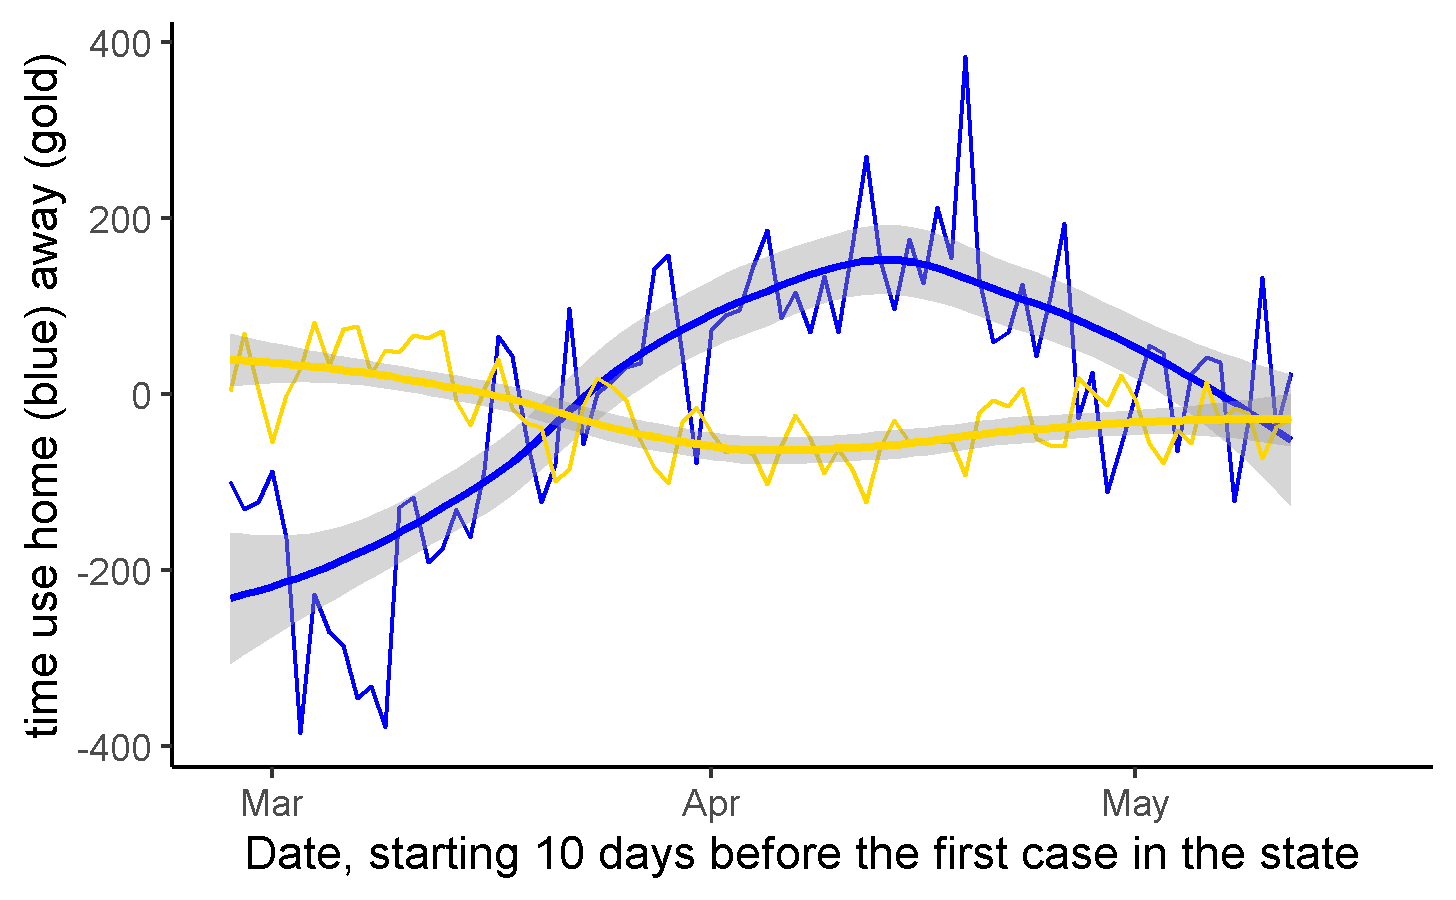 time use home (blue) away (gold)
400
200
0
-200
-400
Mar Apr May
Date, starting 10 days before the first case in the state